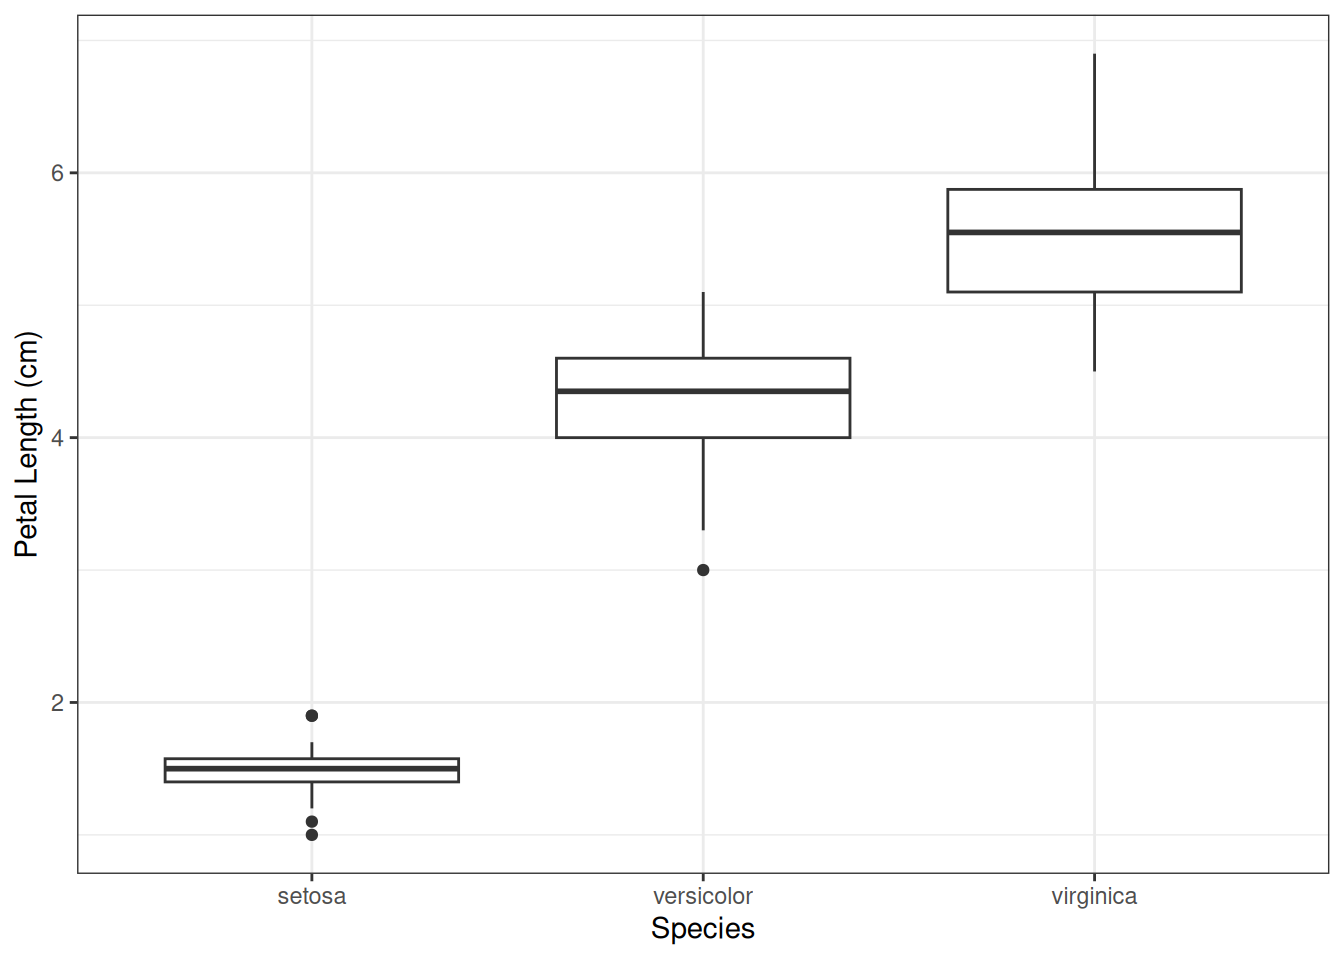 Petal Length (cm)
6
4
2
setosa
versicolor
virginica
Species